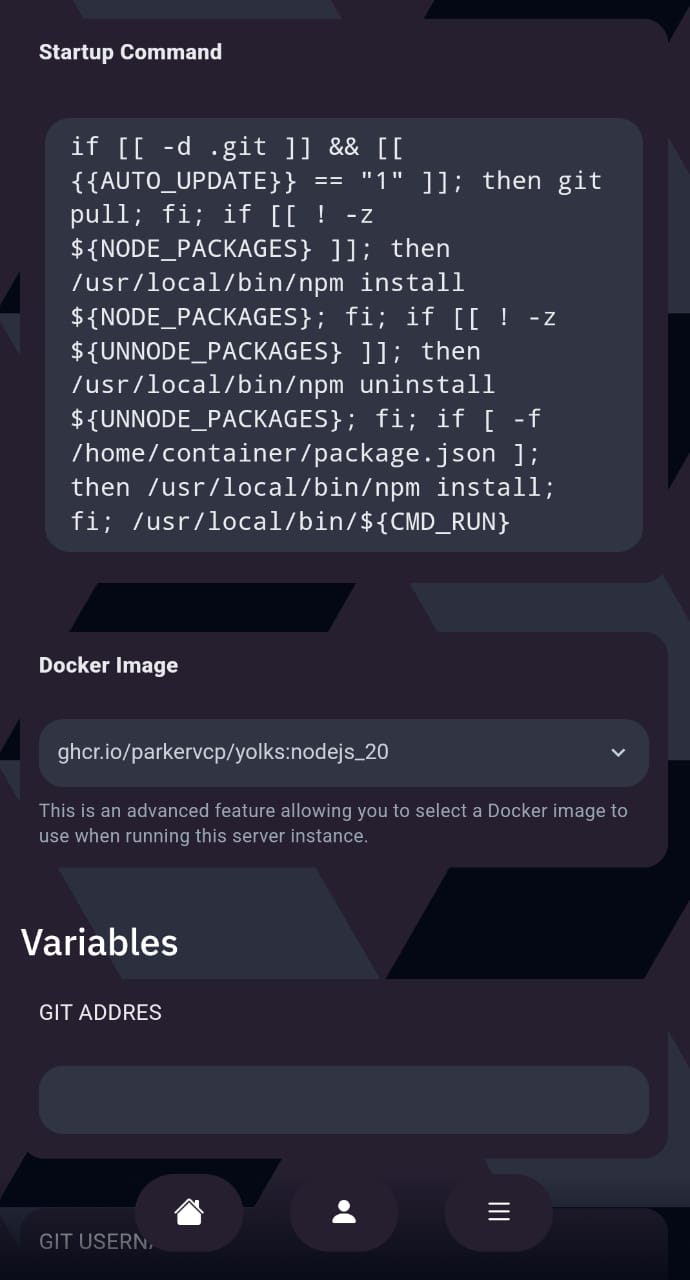 Startup Command
if [[ -d .git ]] && [[
{{AUTO_UPDATE}} == "1" ]]; then git
pull; fi; if [[ ! -z
${NODE_PACKAGES} ]]; then
/usr/local/bin/npm install
${NODE_PACKAGES}; fi; if [[ ! -z
${UNNODE_PACKAGES} ]]; then
/usr/local/bin/npm uninstall
${UNNODE_PACKAGES}; fi; if [ -f
/home/container/package.json ];
then /usr/local/bin/npm install;
fi; /usr/local/bin/${CMD_RUN}
Docker Image
ghcr.io/parkervcp/yolks:nodejs_20
This is an advanced feature allowing you to select a Docker image to
use when running this server instance.
Variables
GIT ADDRES
GIT